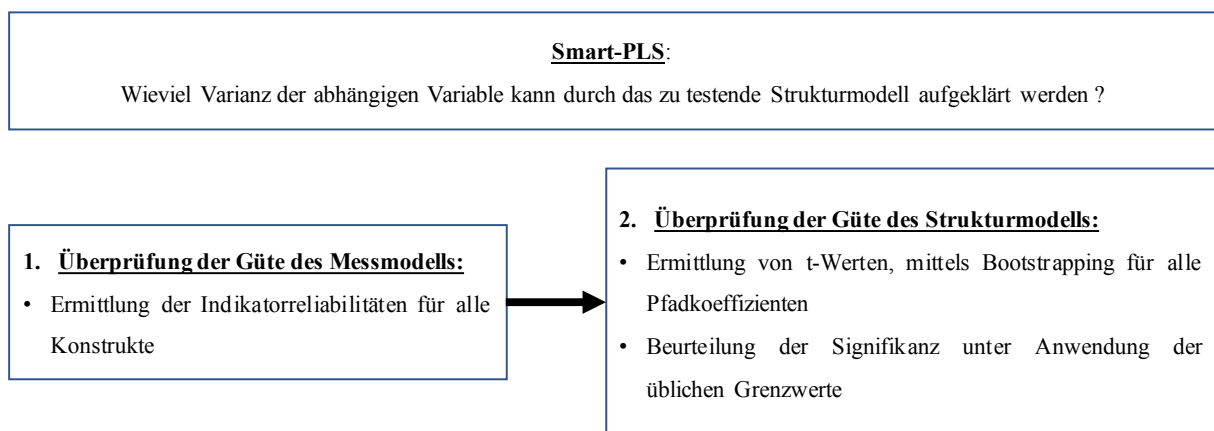 Smart-PLS:
Wieviel Varianz der abhängigen Variable kann durch das zu testende Strukturmodell aufgeklärt werden ?
1. Überprüfung der Güte des Messmodells:
• Ermittlung der Indikatorreliabilitäten für alle
Konstrukte
2. Überprüfung der Güte des Strukturmodells:
• Ermittlung von t-Werten, mittels Bootstrapping für alle
Pfadkoeffizienten
• Beurteilung der Signifikanz unter Anwendung der
üblichen Grenzwerte